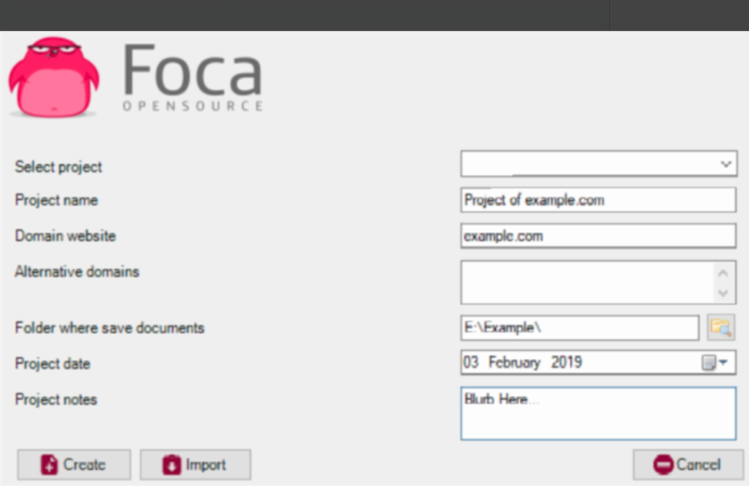 Foca
OPENSOURCE
Select project
Project name
Project of example.com
Domain website
example.com
Alternative domains
Folder where save documents
E:\Example\
Project date
03 February 2019
Project notes
Blurb Here...
Create
Import
Cancel